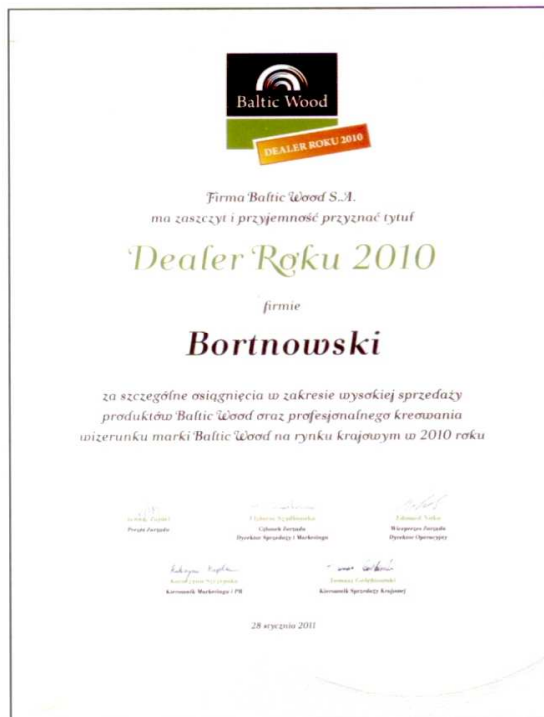 Baltic Wood
DEALER ROKU 2010
Firma Baltic Wood S.A.
ma zaszczyt i przyjemność przyznać tytuł
Dealer Roku 2010
firmie
Bortnowski
za szczególne osiągnięcia w zakresie wysokiej sprzedaży
produktów Baltic Wood oraz profesjonalnego kreowania
wizerunku marki Baltic Wood na rynku krajowym w 2010 roku
Prezes Zarządu
Członek Zarządu
Dyrektor Sprzedaży i Marketingu
Wiceprezes Zarządu
Dyrektor Operacyjny
Kierownik Marketingu i PR
Tomasz
Kierownik Sprzedaży Krajowej
28 stycznia 2011